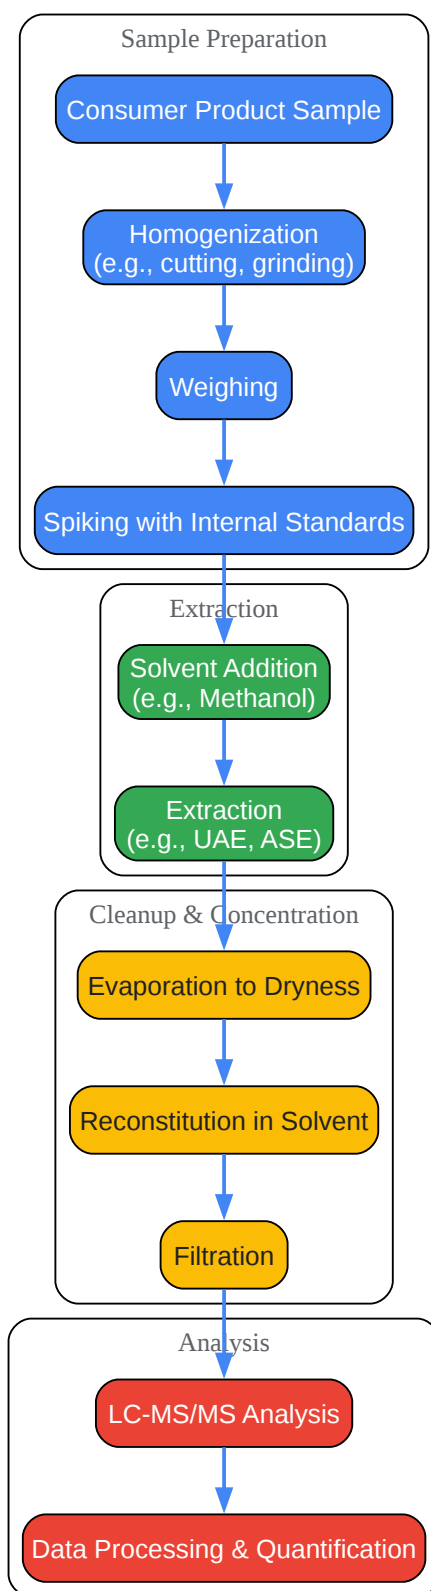 Sample Preparation
Consumer Product Sample
Homogenization
(e.g., cutting, grinding)
Weighing
Spiking with Internal Standards
Extraction
Solvent Addition
(e.g., Methanol)
Extraction
(e.g., UAE, ASE)
Cleanup & Concentration
Evaporation to Dryness
Reconstitution in Solvent
Filtration
Analysis
LC-MS/MS Analysis
Data Processing & Quantification